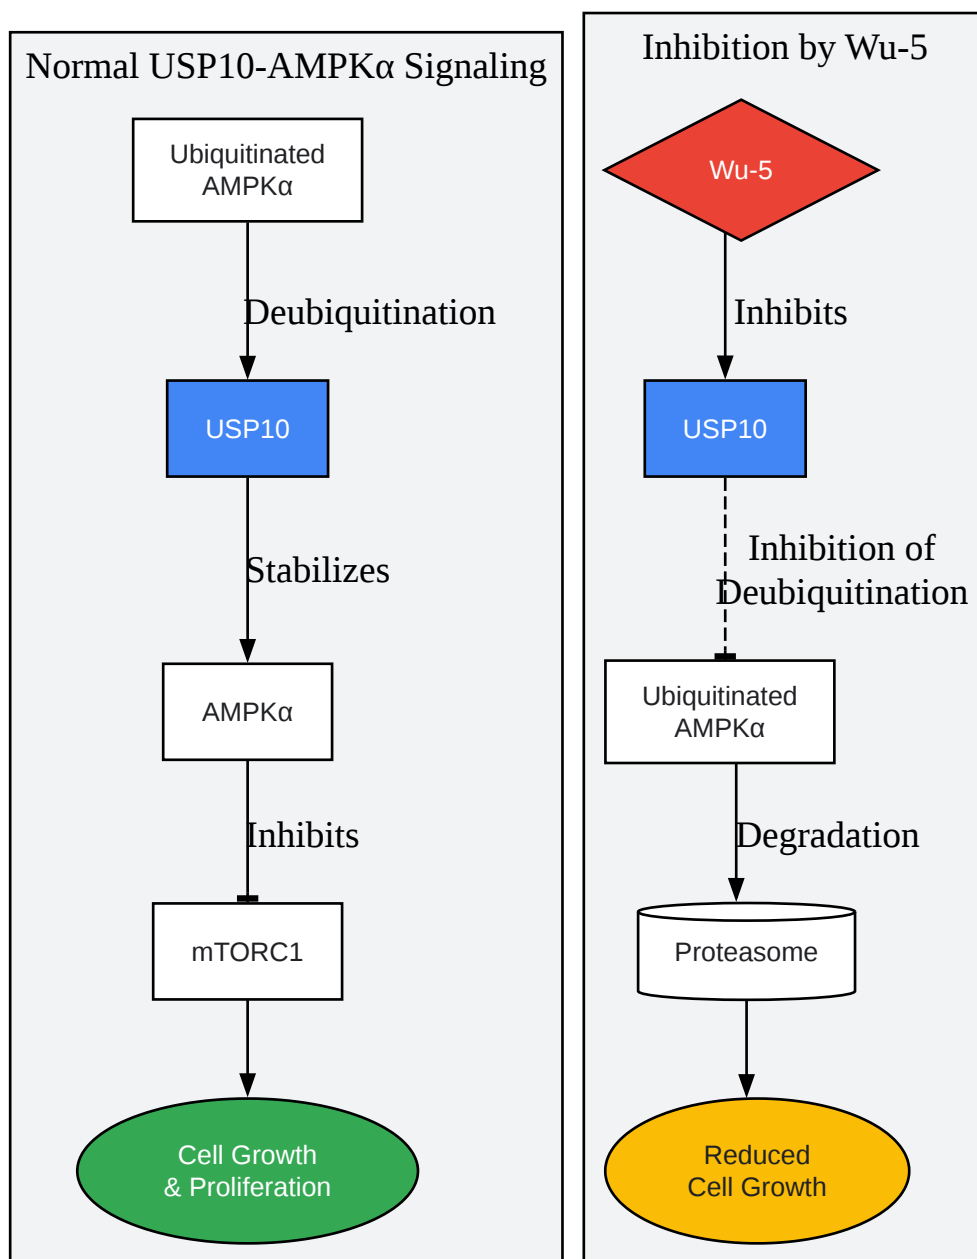 Normal USP10-AMPKα Signaling
Ubiquitinated
AMPKα
Deubiquitination
USP10
Stabilizes
AMPKα
Inhibits
mTORC1
Cell Growth
& Proliferation
Inhibition by Wu-5
Wu-5
Inhibits
USP10
Inhibition of
Deubiquitination
Ubiquitinated
AMPKα
Degradation
Proteasome
Reduced
Cell Growth